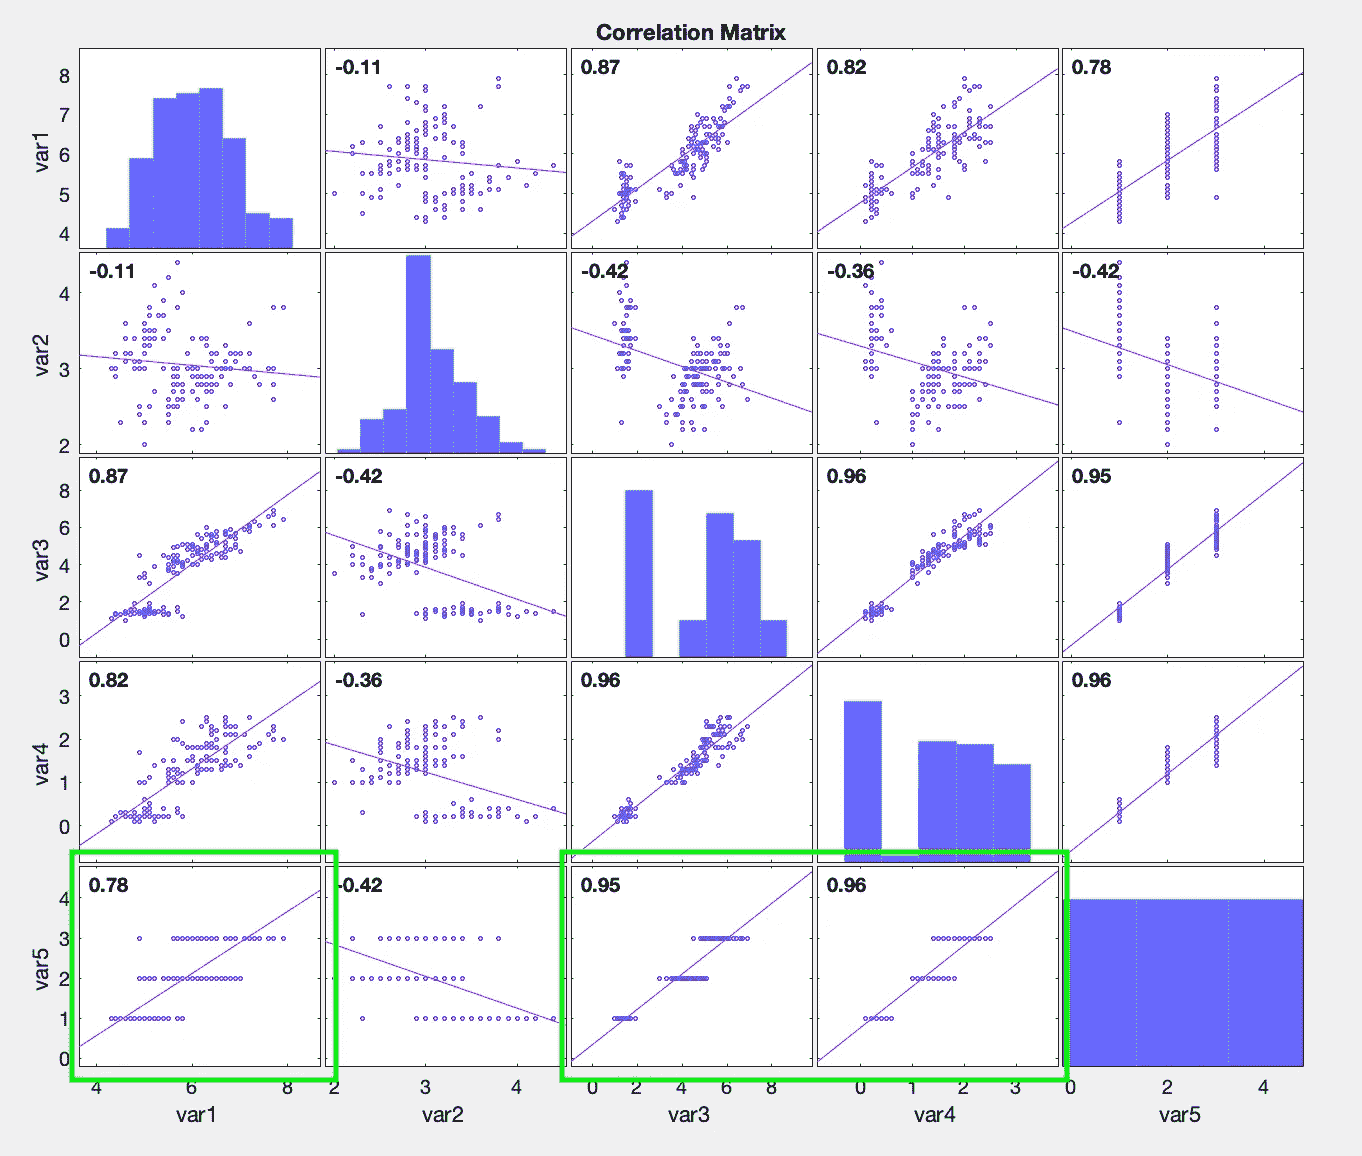 Correlation Matrix
-0.11 0.87 0.82 0.78
8
7
6
5
4
var1
-0.11 -0.42 -0.36 -0.42
4
3
2
var2
0.87 -0.42 0.96 0.95
8
6
4
2
0
var3
0.82 -0.36 0.96 0.96
3
2
1
0
var4
0.78 -0.42 0.95 0.96
4
3
2
1
0
var5
4 6 8 2 3 4 0 2 4 6 8 0 1 2 3 0 2 4
var1 var2 var3 var4 var5